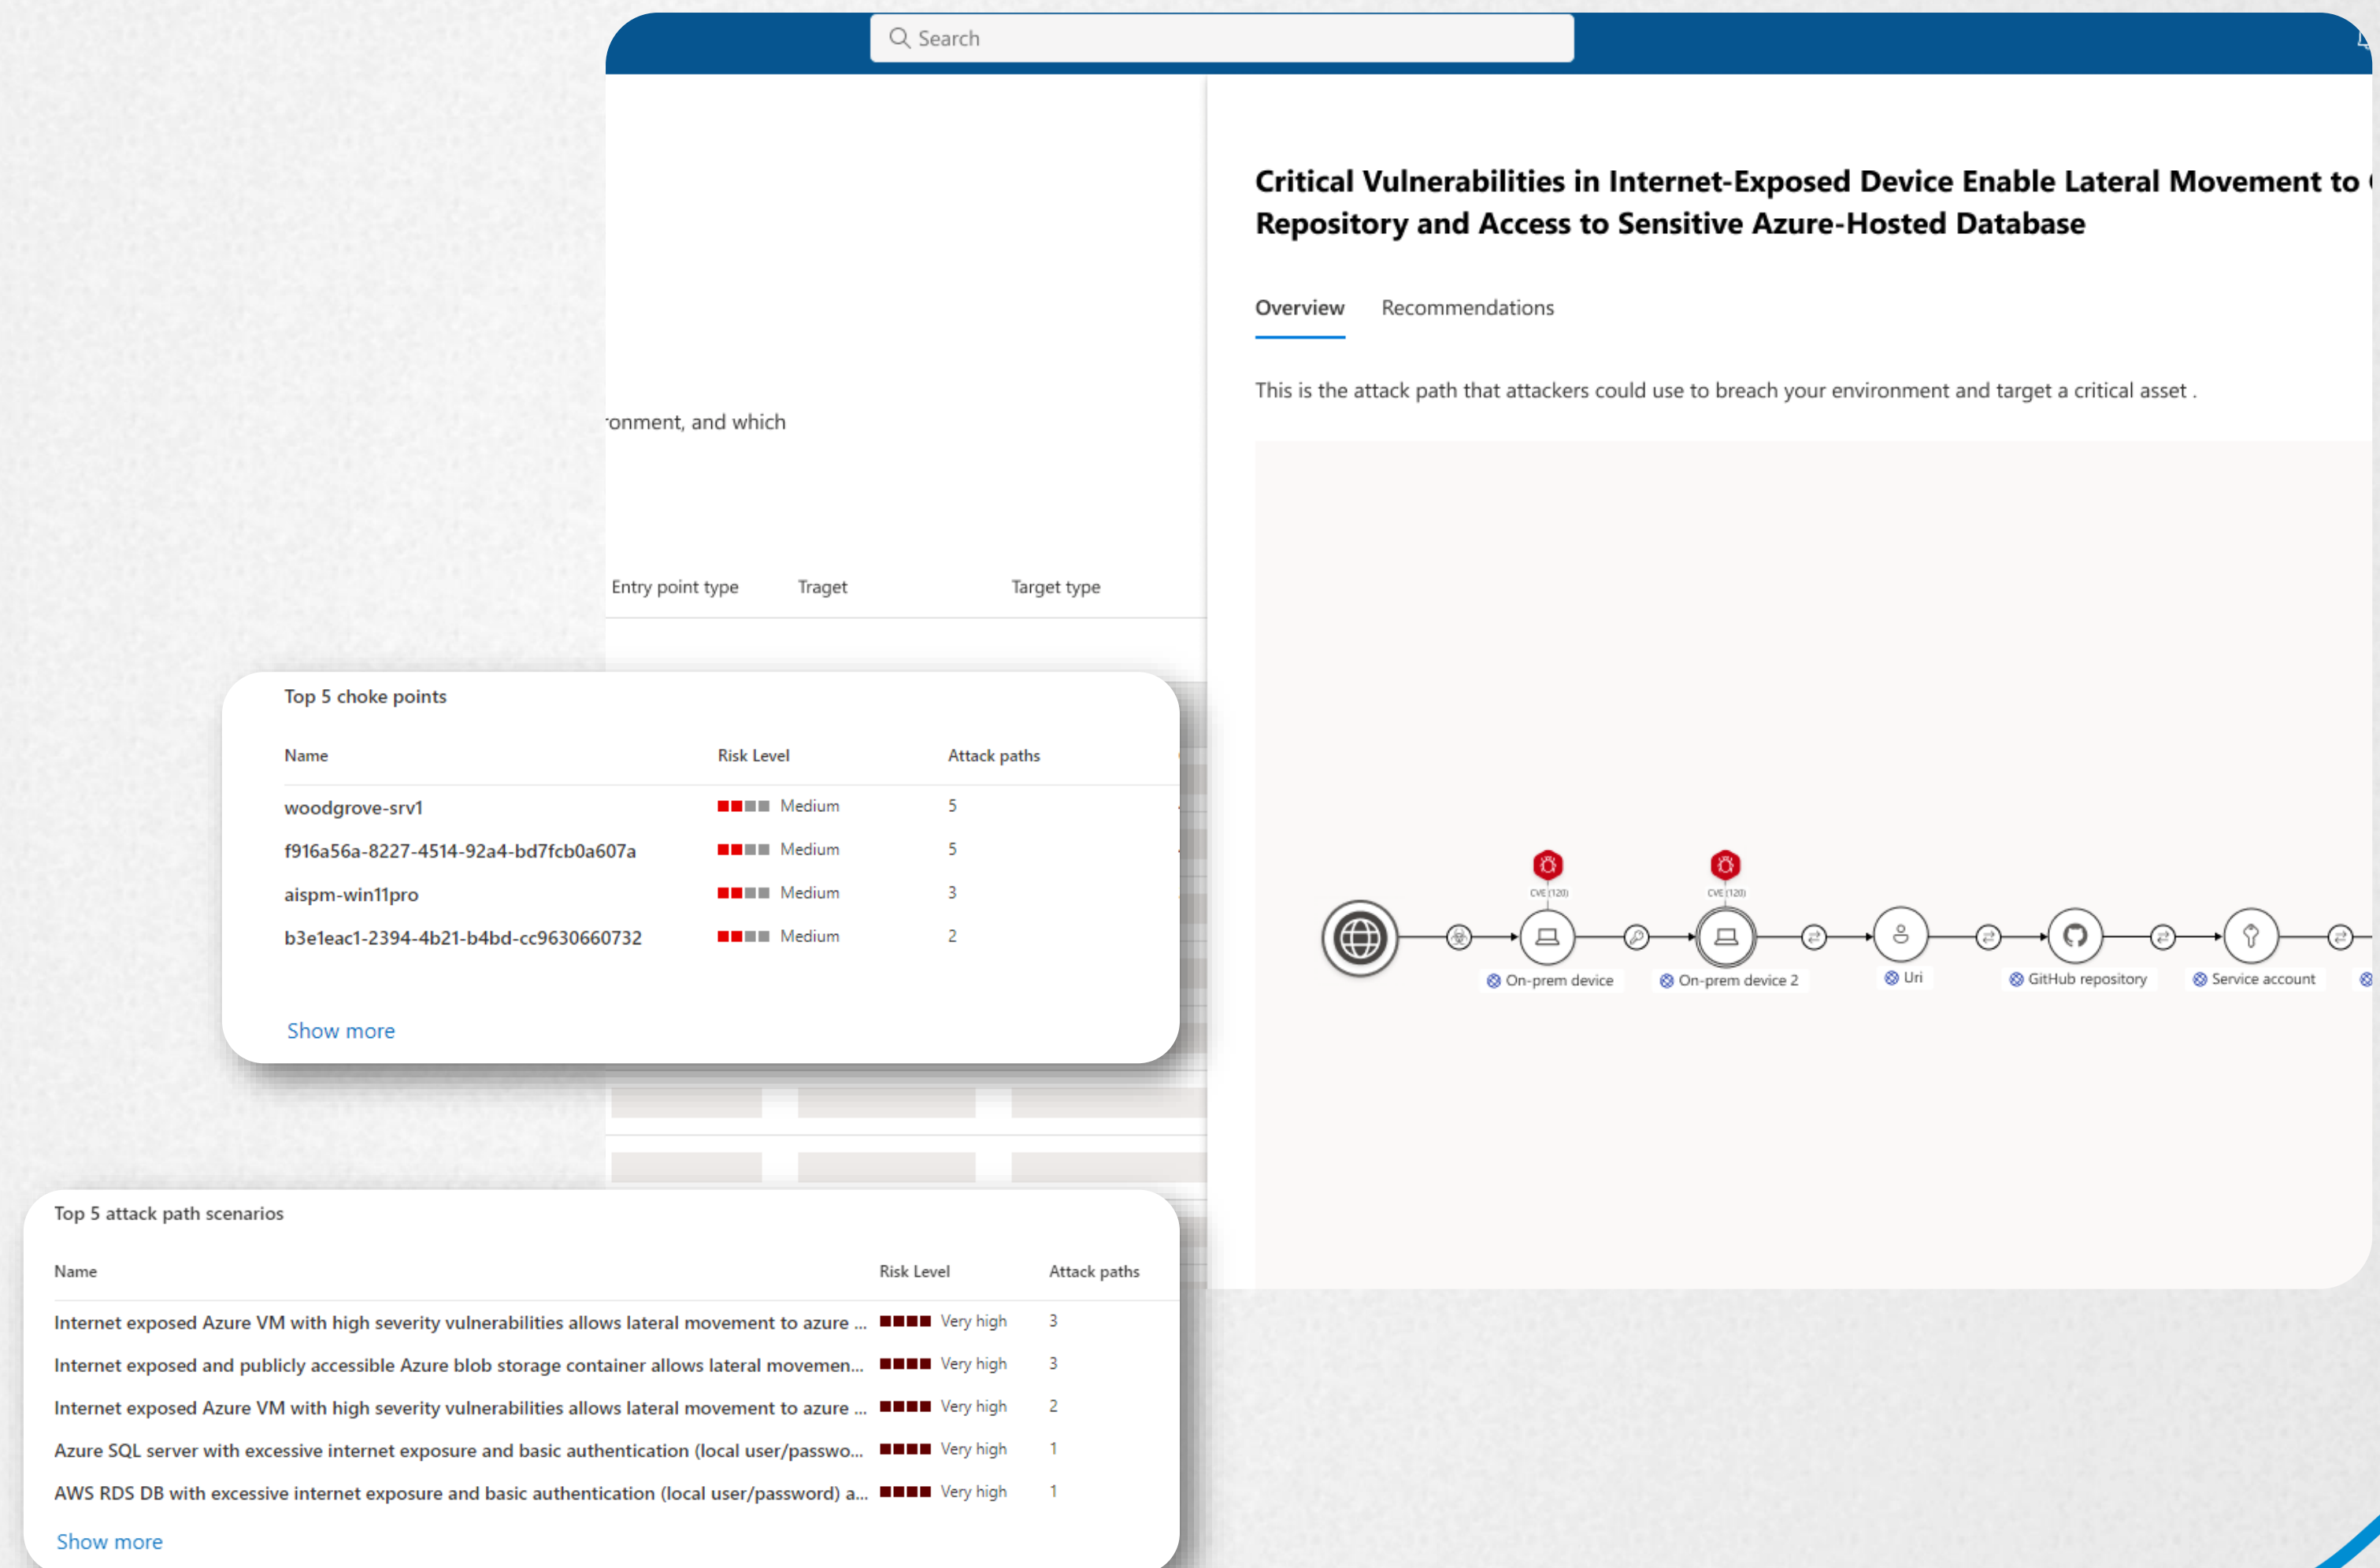 Search
Critical Vulnerabilities in Internet-Exposed Device Enable Lateral Movement to
Repository and Access to Sensitive Azure-Hosted Database
Overview Recommendations
This is the attack path that attackers could use to breach your environment and target a critical asset .
ronment, and which
Entry point type Traget Target type
Top 5 choke points
Name Risk Level Attack paths
woodgrove-srv1 Medium 5
f916a56a-8227-4514-92a4-bd7fcb0a607a Medium 5
aispm-win11pro Medium 3
b3e1eac1-2394-4b21-b4bd-cc9630660732 Medium 2
Show more
CVE (120) CVE (120)
On-prem device On-prem device 2 Uri GitHub repository Service account
Top 5 attack path scenarios
Name Risk Level Attack paths
Internet exposed Azure VM with high severity vulnerabilities allows lateral movement to azure ... Very high 3
Internet exposed and publicly accessible Azure blob storage container allows lateral movemen... Very high 3
Internet exposed Azure VM with high severity vulnerabilities allows lateral movement to azure ... Very high 2
Azure SQL server with excessive internet exposure and basic authentication (local user/passwo... Very high 1
AWS RDS DB with excessive internet exposure and basic authentication (local user/password) a... Very high 1
Show more